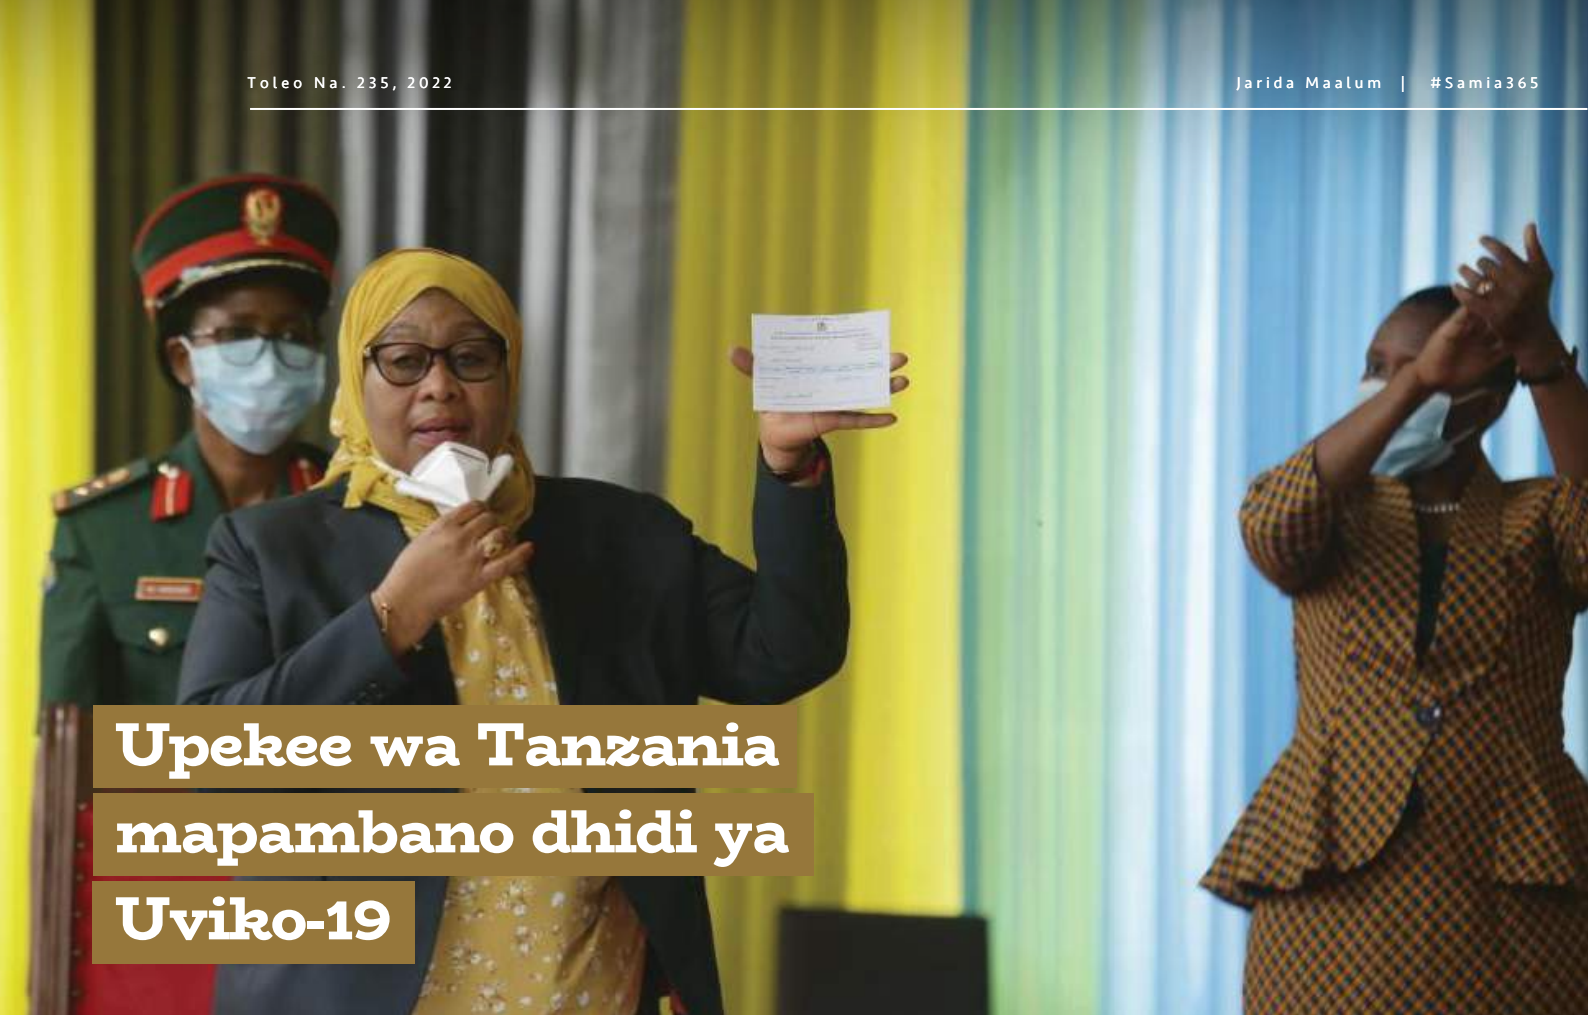 Toleo Na. 235, 2022
Jarida Maalum | #Samia365
Upekee wa Tanzania
mapambano dhidi ya
Uviko-19